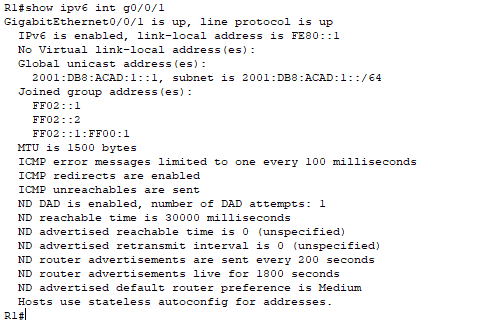 R1#show ipv6 int g0/0/1
GigabitEthernet0/0/1 is up, line protocol is up
IPv6 is enabled, link-local address is FE80::1
No Virtual link-local address(es):
Global unicast address(es):
2001:DB8:ACAD:1::1, subnet is 2001:DB8:ACAD:1::/64
Joined group address(es):
FF02::1
FF02::2
FF02::1:FF00:1
MTU is 1500 bytes
ICMP error messages limited to one every 100 milliseconds
ICMP redirects are enabled
ICMP unreachables are sent
ND DAD is enabled, number of DAD attempts: 1
ND reachable time is 30000 milliseconds
ND advertised reachable time is 0 (unspecified)
ND advertised retransmit interval is 0 (unspecified)
ND router advertisements are sent every 200 seconds
ND router advertisements live for 1800 seconds
ND advertised default router preference is Medium
Hosts use stateless autoconfig for addresses.
R1#